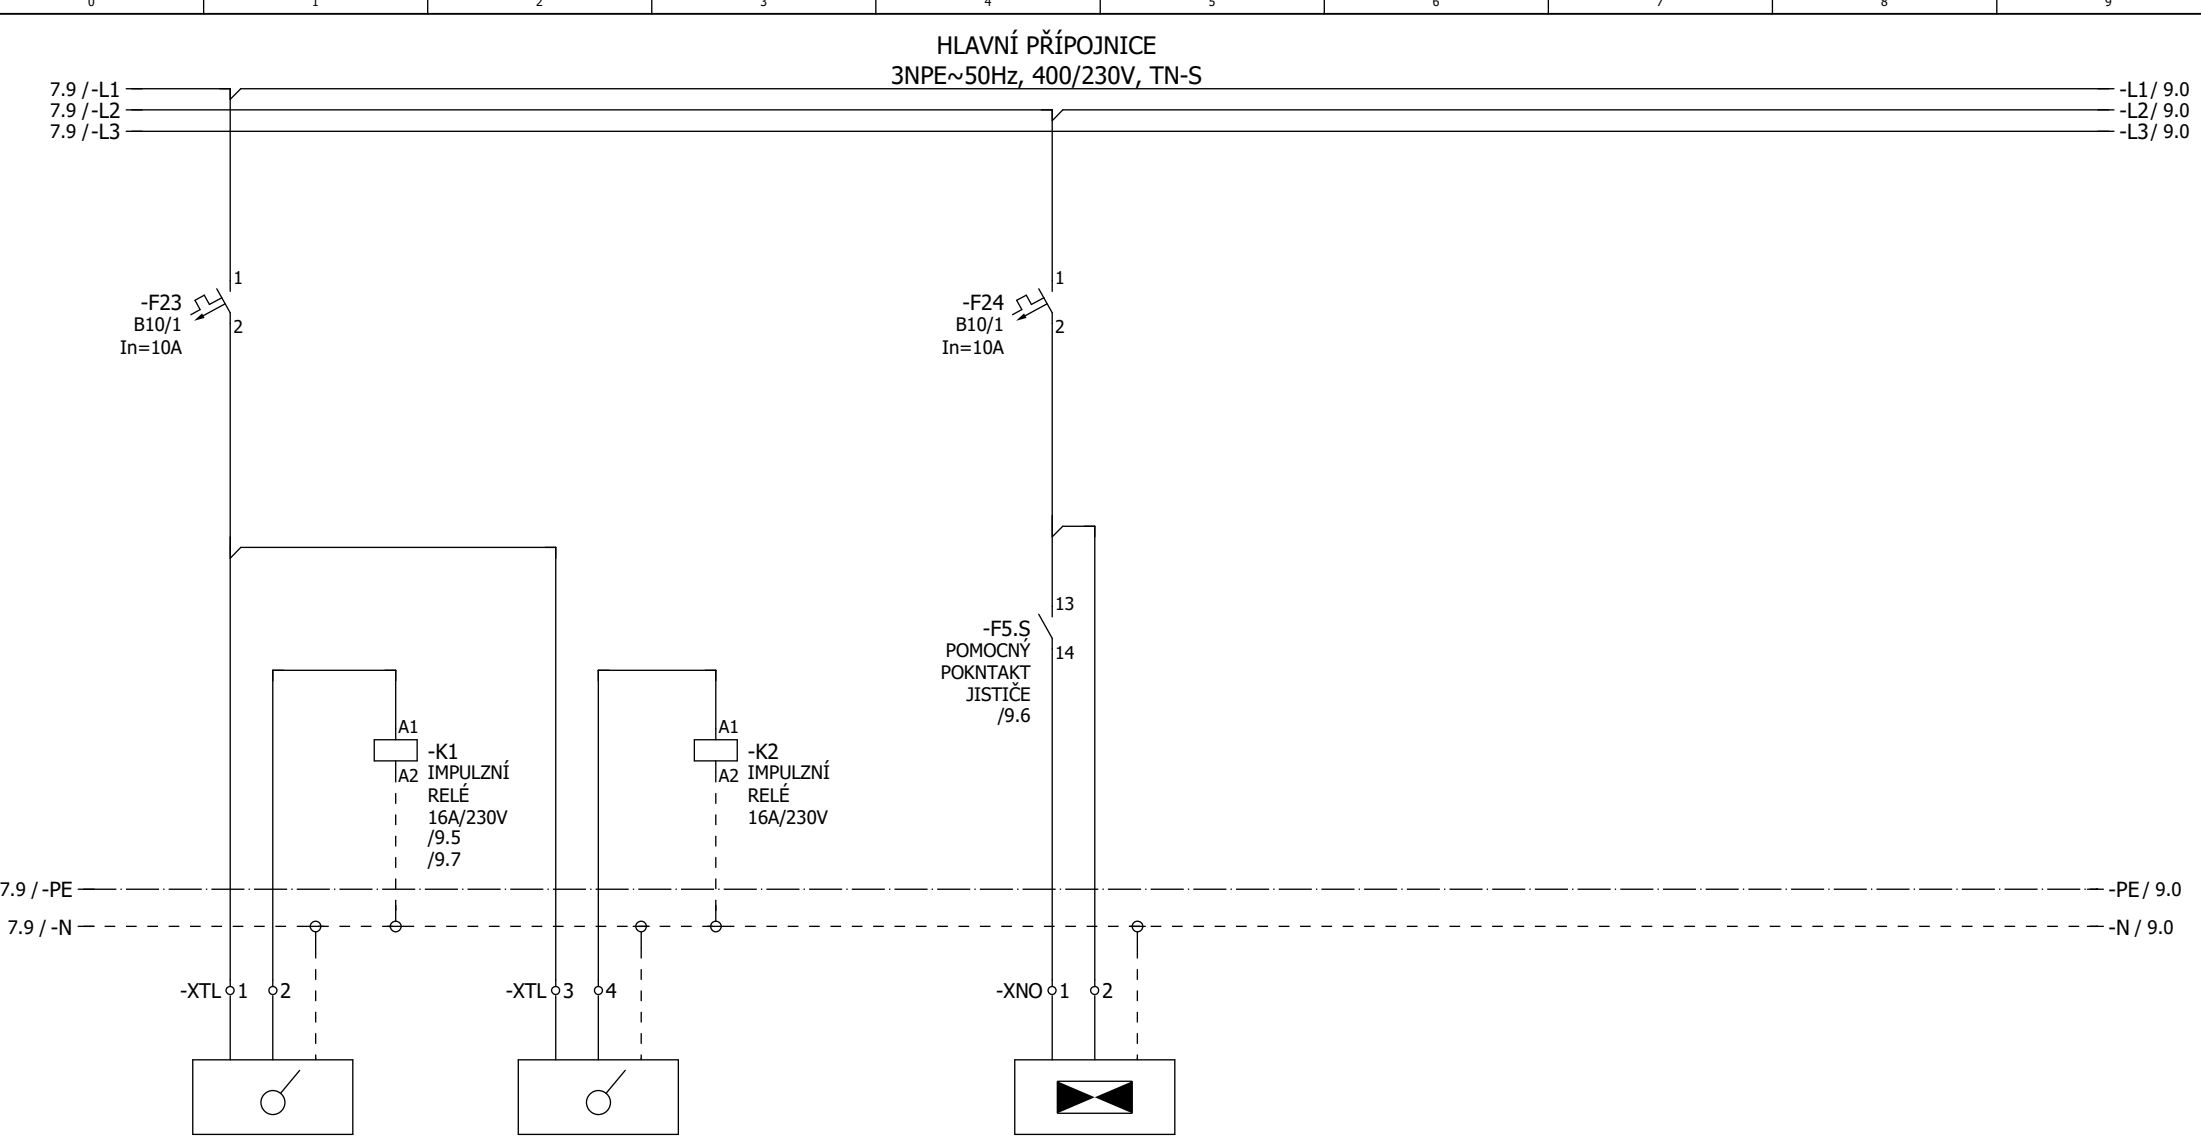 0 1 2 3 4 5 6 7 8 9
HLAVNÍ PŘÍPOJNICE
3NPE~50Hz, 400/230V, TN-S
7.9 / -L1
-L1 / 9.0
7.9 / -L2
-L2 / 9.0
7.9 / -L3
-L3 / 9.0
1
-F23
B10/1
2
In=10A
1
-F24
B10/1
2
In=10A
13
-F5.S
14
POMOCNÝ
POKNTAKT
JISTIČE
/9.6
A1
-K1
A2
IMPULZNÍ
RELÉ
16A/230V
/9.5
/9.7
A1
-K2
A2
IMPULZNÍ
RELÉ
16A/230V
7.9 / -PE
-PE / 9.0
7.9 / -N
-N / 9.0
-XTL 1 2
-XTL 3 4
-XNO 1 2